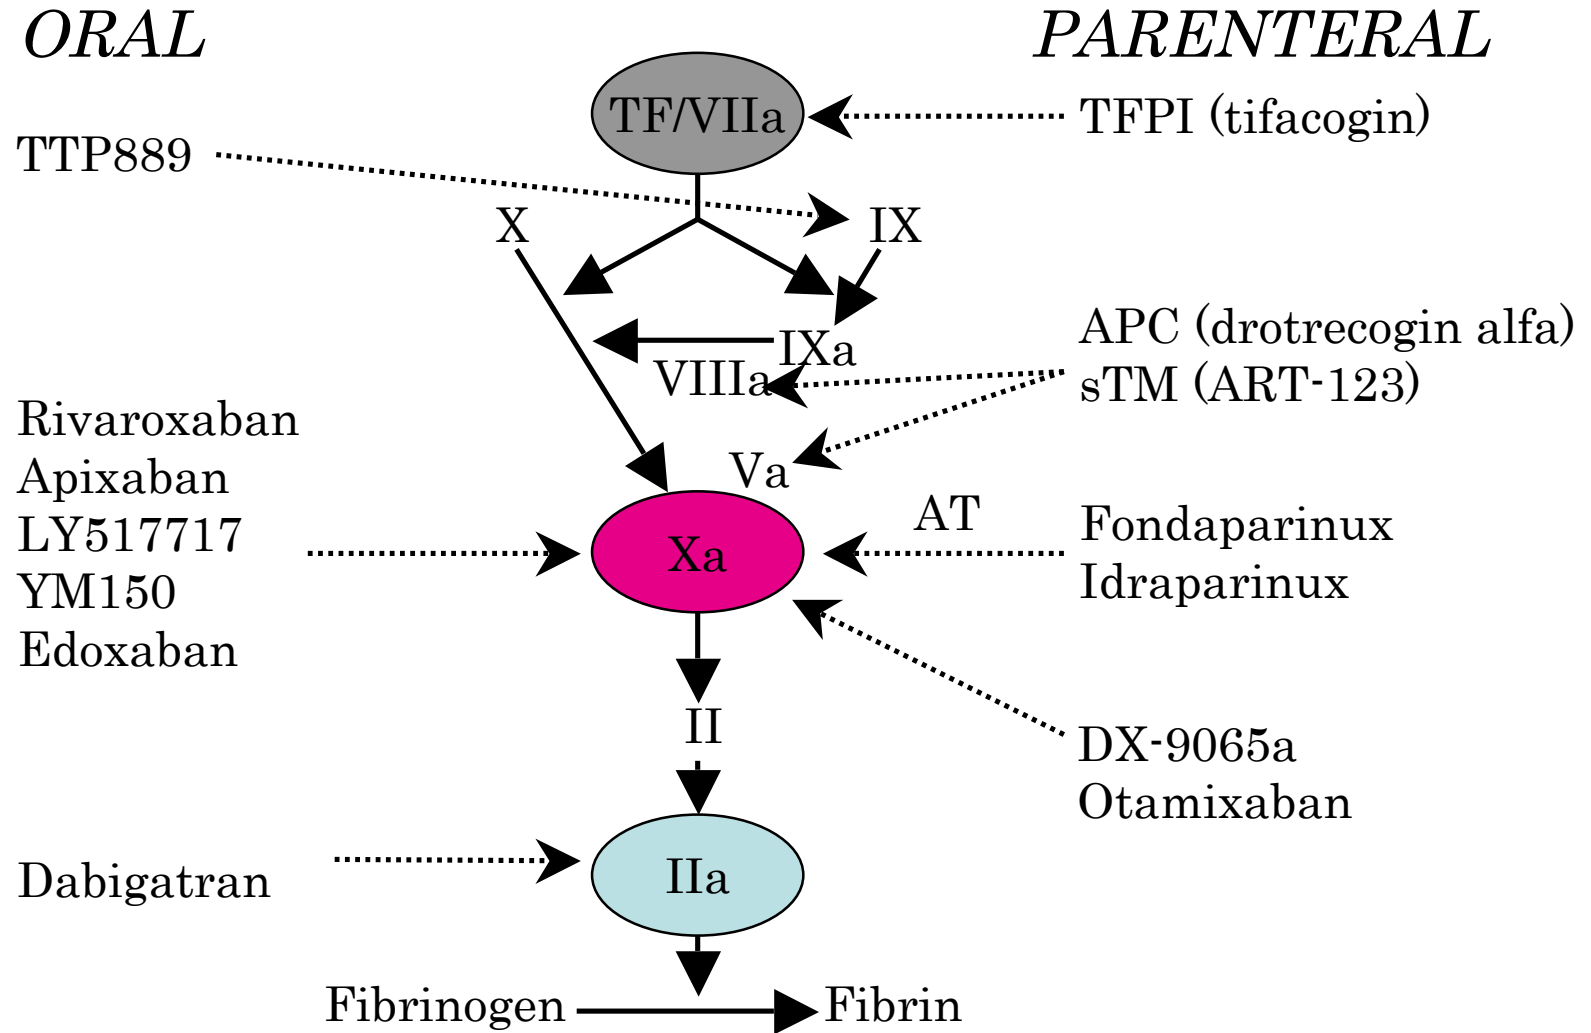 ORAL
PARENTERAL
TF/VIIa
TFPI (tifacogin)
TTP889
X
IX
IXa
VIIIa
APC (drotrecogin alfa)
sTM (ART-123)
Rivaroxaban
Apixaban
LY517717
YM150
Edoxaban
Va
Xa
AT
Fondaparinux
Idraparinux
II
DX-9065a
Otamixaban
Dabigatran
IIa
Fibrinogen
Fibrin